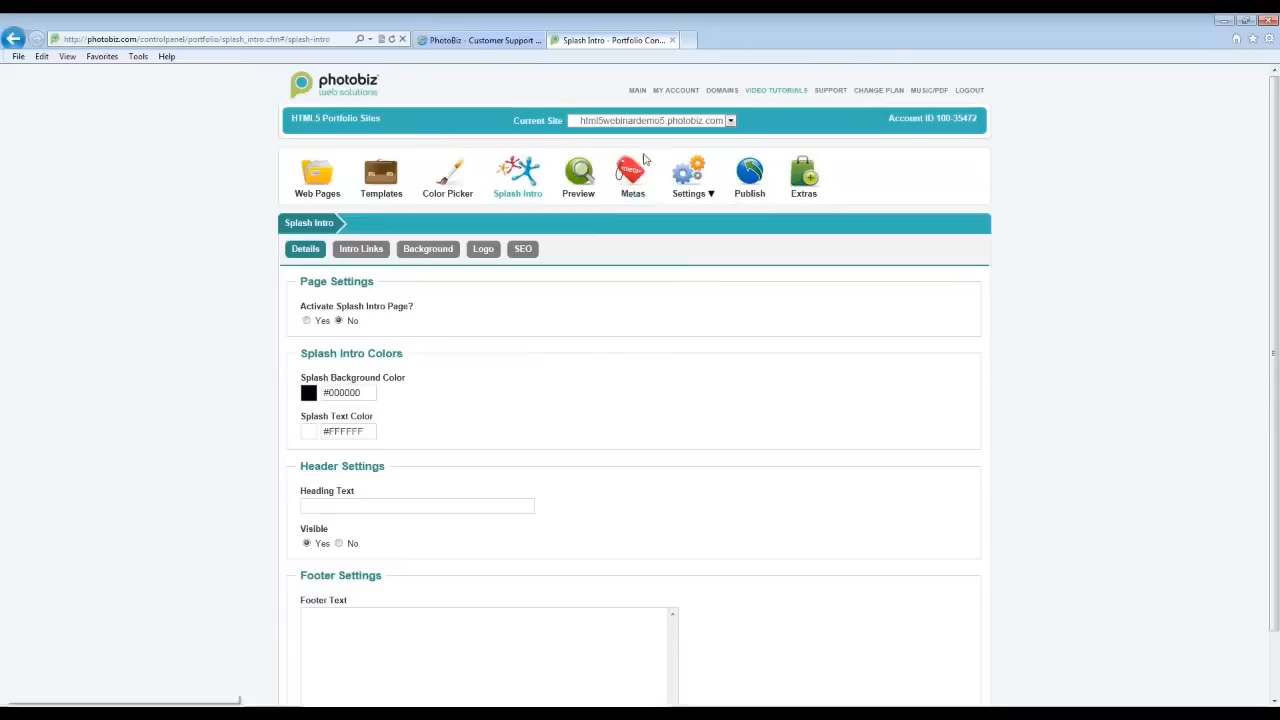 http://photobiz.com/controlpanel/portfolio/splash_intro.cfm#/splash-intro
PhotoBiz - Customer Support ...
Splash Intro - Portfolio Con...
File Edit View Favorites Tools Help
photobiz
web solutions
MAIN MY ACCOUNT DOMAINS VIDEO TUTORIALS SUPPORT CHANGE PLAN MUSIC/PDF LOGOUT
HTML5 Portfolio Sites Current Site html5webinardemo5.photobiz.com Account ID 100-35472
Web Pages Templates Color Picker Splash Intro Preview Metas Settings ▼ Publish Extras
Splash Intro
Details Intro Links Background Logo SEO
Page Settings
Activate Splash Intro Page?
Yes No
Splash Intro Colors
Splash Background Color
#000000
Splash Text Color
#FFFFFF
Header Settings
Heading Text
Visible
Yes No
Footer Settings
Footer Text